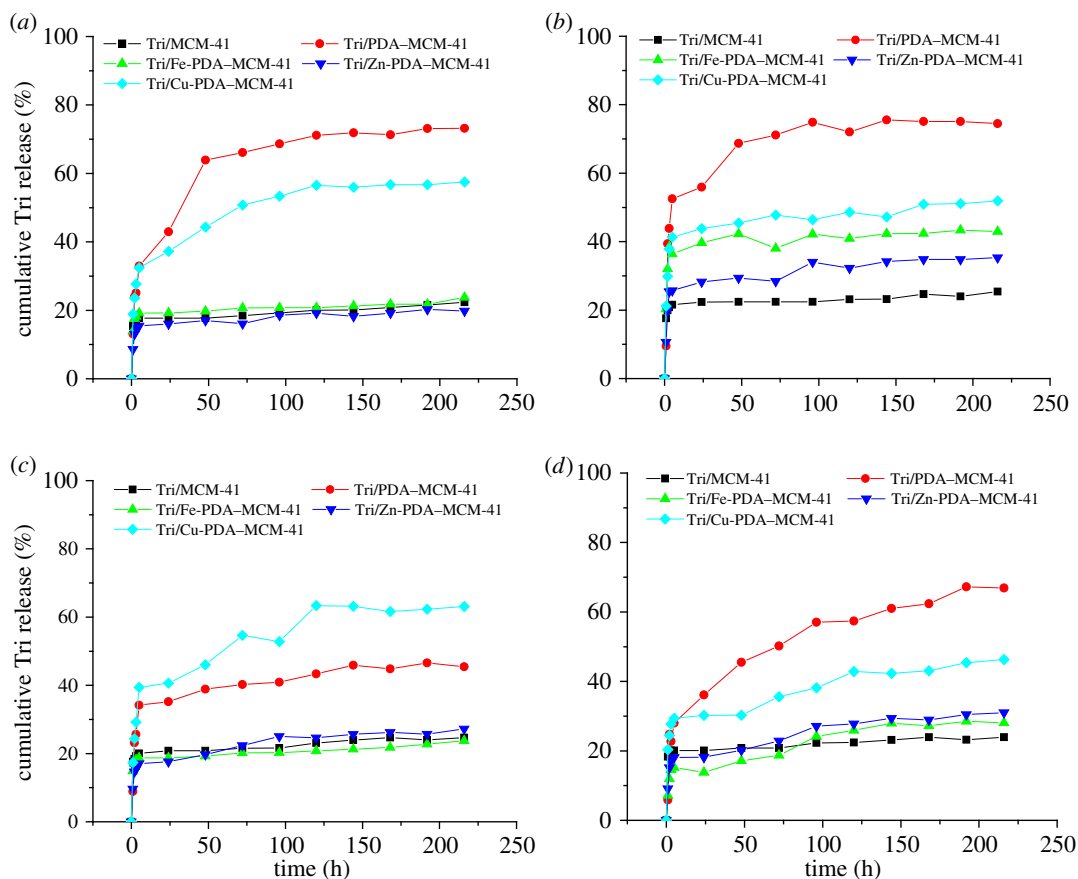 (a)
100
80
60
40
20
0
cumulative Tri release (%)
Tri/MCM-41
Tri/PDA–MCM-41
Tri/Fe-PDA–MCM-41
Tri/Zn-PDA–MCM-41
Tri/Cu-PDA–MCM-41
0 50 100 150 200 250
(b)
100
80
60
40
20
0
Tri/MCM-41
Tri/PDA–MCM-41
Tri/Fe-PDA–MCM-41
Tri/Zn-PDA–MCM-41
Tri/Cu-PDA–MCM-41
0 50 100 150 200 250
(c)
100
80
60
40
20
0
cumulative Tri release (%)
Tri/MCM-41
Tri/PDA–MCM-41
Tri/Fe-PDA–MCM-41
Tri/Zn-PDA–MCM-41
Tri/Cu-PDA–MCM-41
0 50 100 150 200 250
time (h)
(d)
100
80
60
40
20
0
Tri/MCM-41
Tri/PDA–MCM-41
Tri/Fe-PDA–MCM-41
Tri/Zn-PDA–MCM-41
Tri/Cu-PDA–MCM-41
0 50 100 150 200 250
time (h)